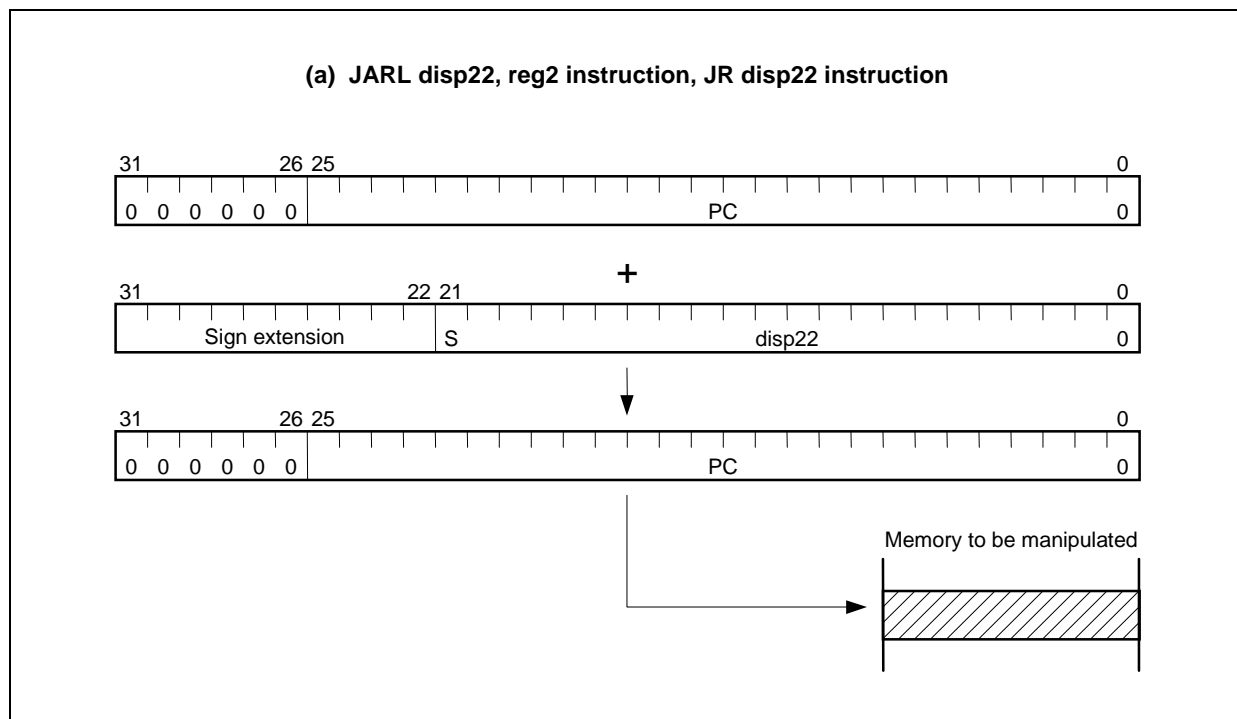 (a) JARL disp22, reg2 instruction, JR disp22 instruction
31 26 25 0
0 0 0 0 0 0 PC 0
+
31 22 21 0
Sign extension S disp22 0
31 26 25 0
0 0 0 0 0 0 PC 0
Memory to be manipulated